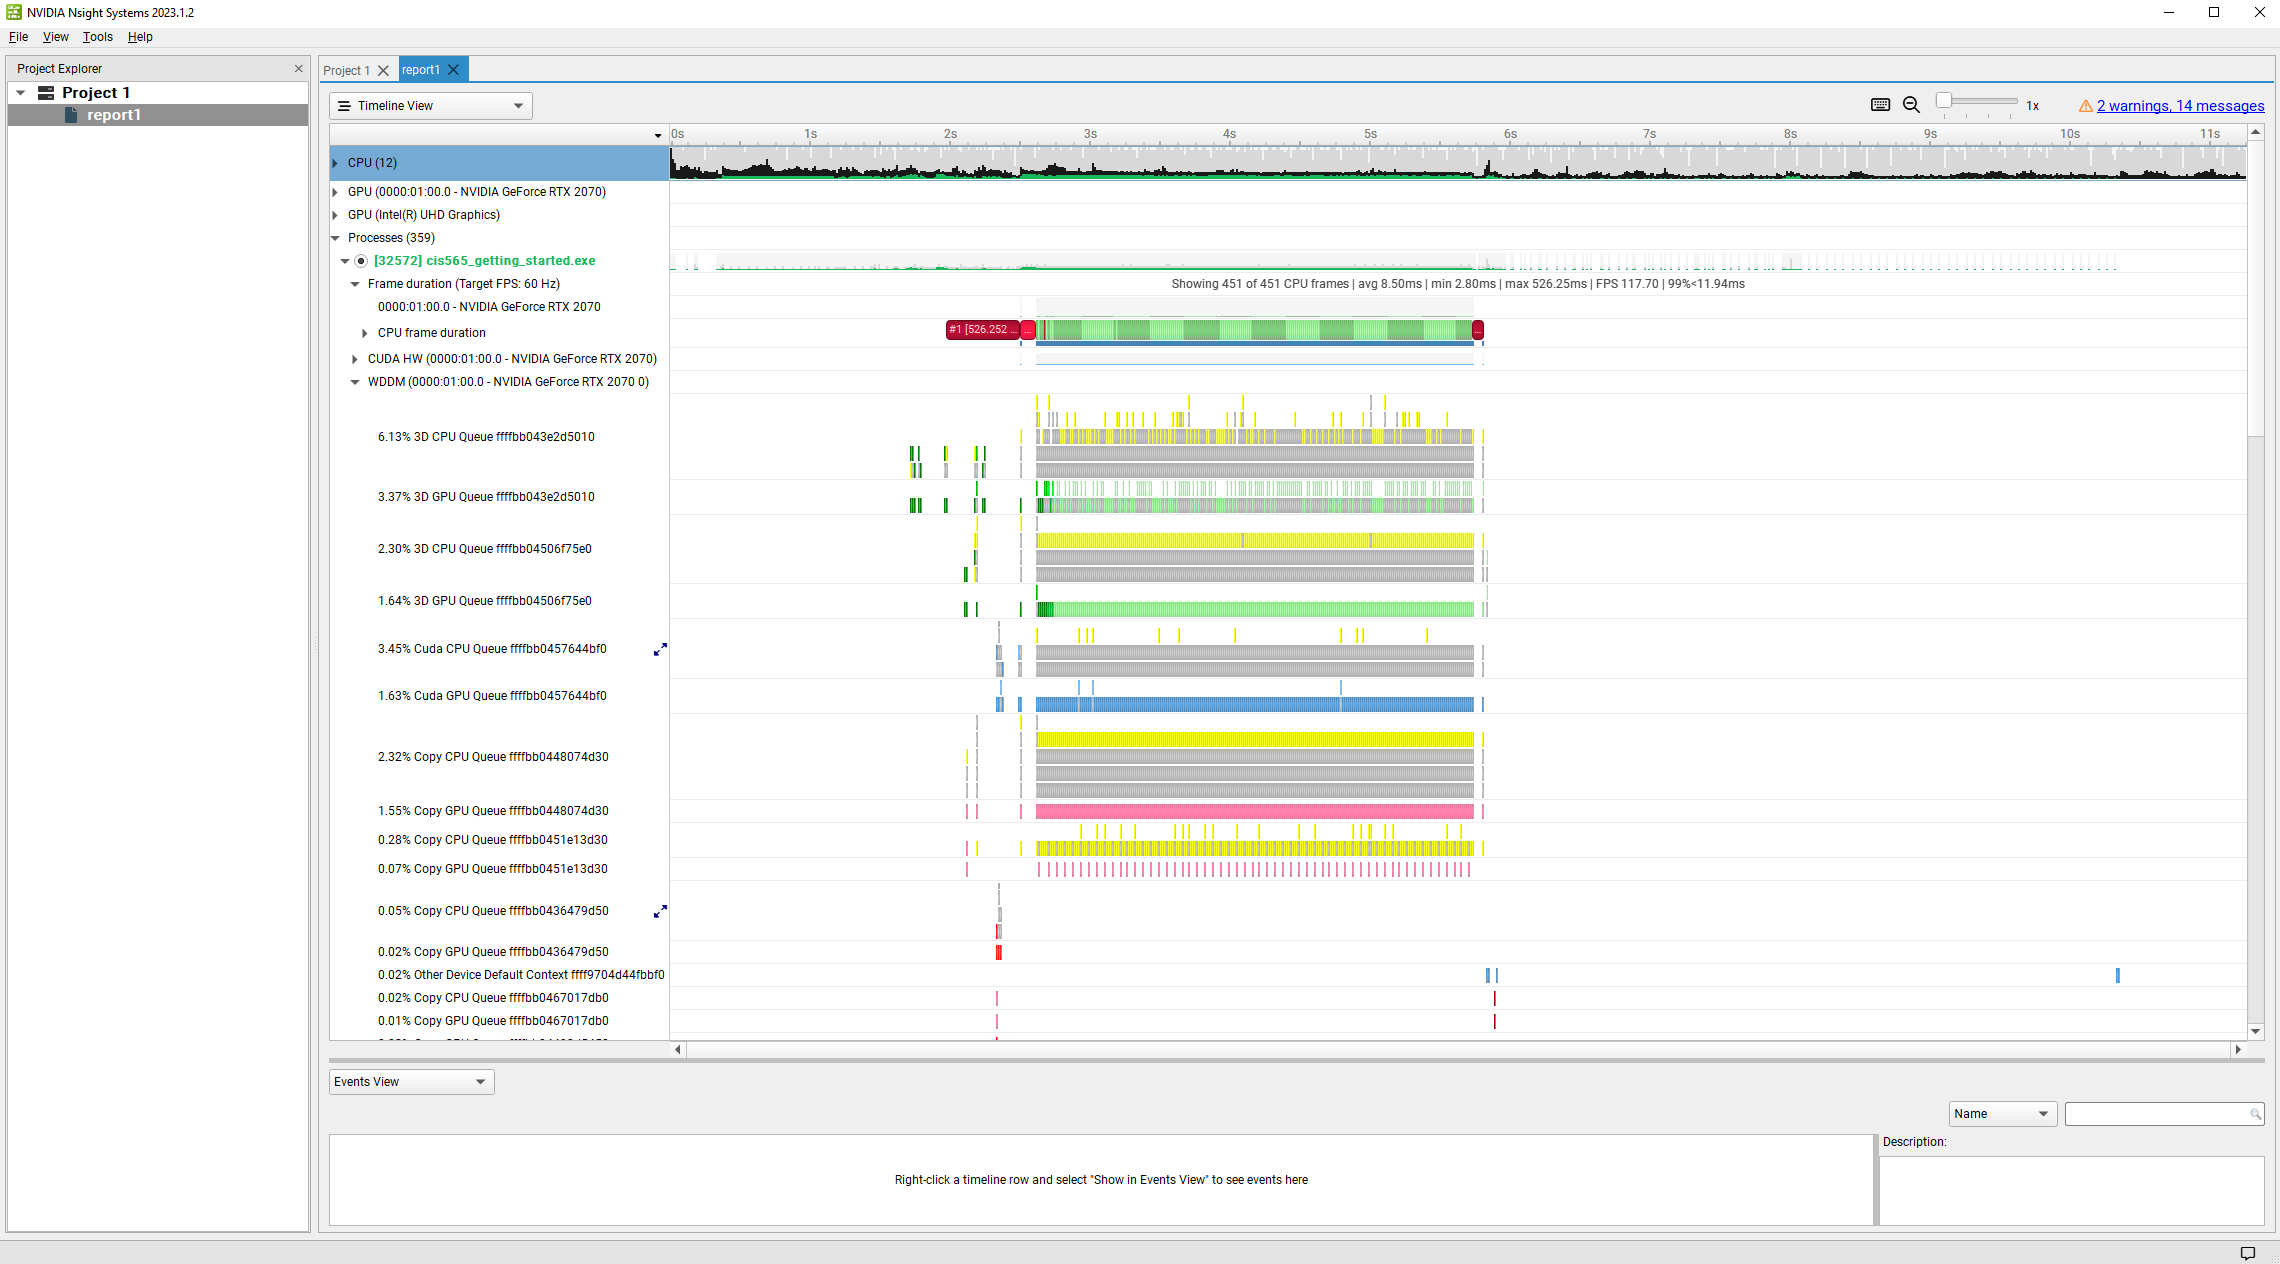 NVIDIA Nsight Systems 2023.1.2
File View Tools Help
Project Explorer
Project 1 report1
Project 1
report1
Timeline View
1x
2 warnings, 14 messages
0s 1s 2s 3s 4s 5s 6s 7s 8s 9s 10s 11s
CPU (12)
GPU (0000:01:00.0 - NVIDIA GeForce RTX 2070)
GPU (Intel(R) UHD Graphics)
Processes (359)
[32572] cis565_getting_started.exe
Frame duration (Target FPS: 60 Hz)
Showing 451 of 451 CPU frames | avg 8.50ms | min 2.80ms | max 526.25ms | FPS 117.70 | 99%<11.94ms
0000:01:00.0 - NVIDIA GeForce RTX 2070
CPU frame duration
#1 [526.252 ... ... ...
CUDA HW (0000:01:00.0 - NVIDIA GeForce RTX 2070)
WDDM (0000:01:00.0 - NVIDIA GeForce RTX 2070 0)
6.13% 3D CPU Queue ffffbb043e2d5010
3.37% 3D GPU Queue ffffbb043e2d5010
2.30% 3D CPU Queue ffffbb04506f75e0
1.64% 3D GPU Queue ffffbb04506f75e0
3.45% Cuda CPU Queue ffffbb0457644bf0
1.63% Cuda GPU Queue ffffbb0457644bf0
2.32% Copy CPU Queue ffffbb0448074d30
1.55% Copy GPU Queue ffffbb0448074d30
0.28% Copy CPU Queue ffffbb0451e13d30
0.07% Copy GPU Queue ffffbb0451e13d30
0.05% Copy CPU Queue ffffbb0436479d50
0.02% Copy GPU Queue ffffbb0436479d50
0.02% Other Device Default Context ffff9704d44fbbf0
0.02% Copy CPU Queue ffffbb0467017db0
0.01% Copy GPU Queue ffffbb0467017db0
Events View
Name
Right-click a timeline row and select "Show in Events View" to see events here
Description: